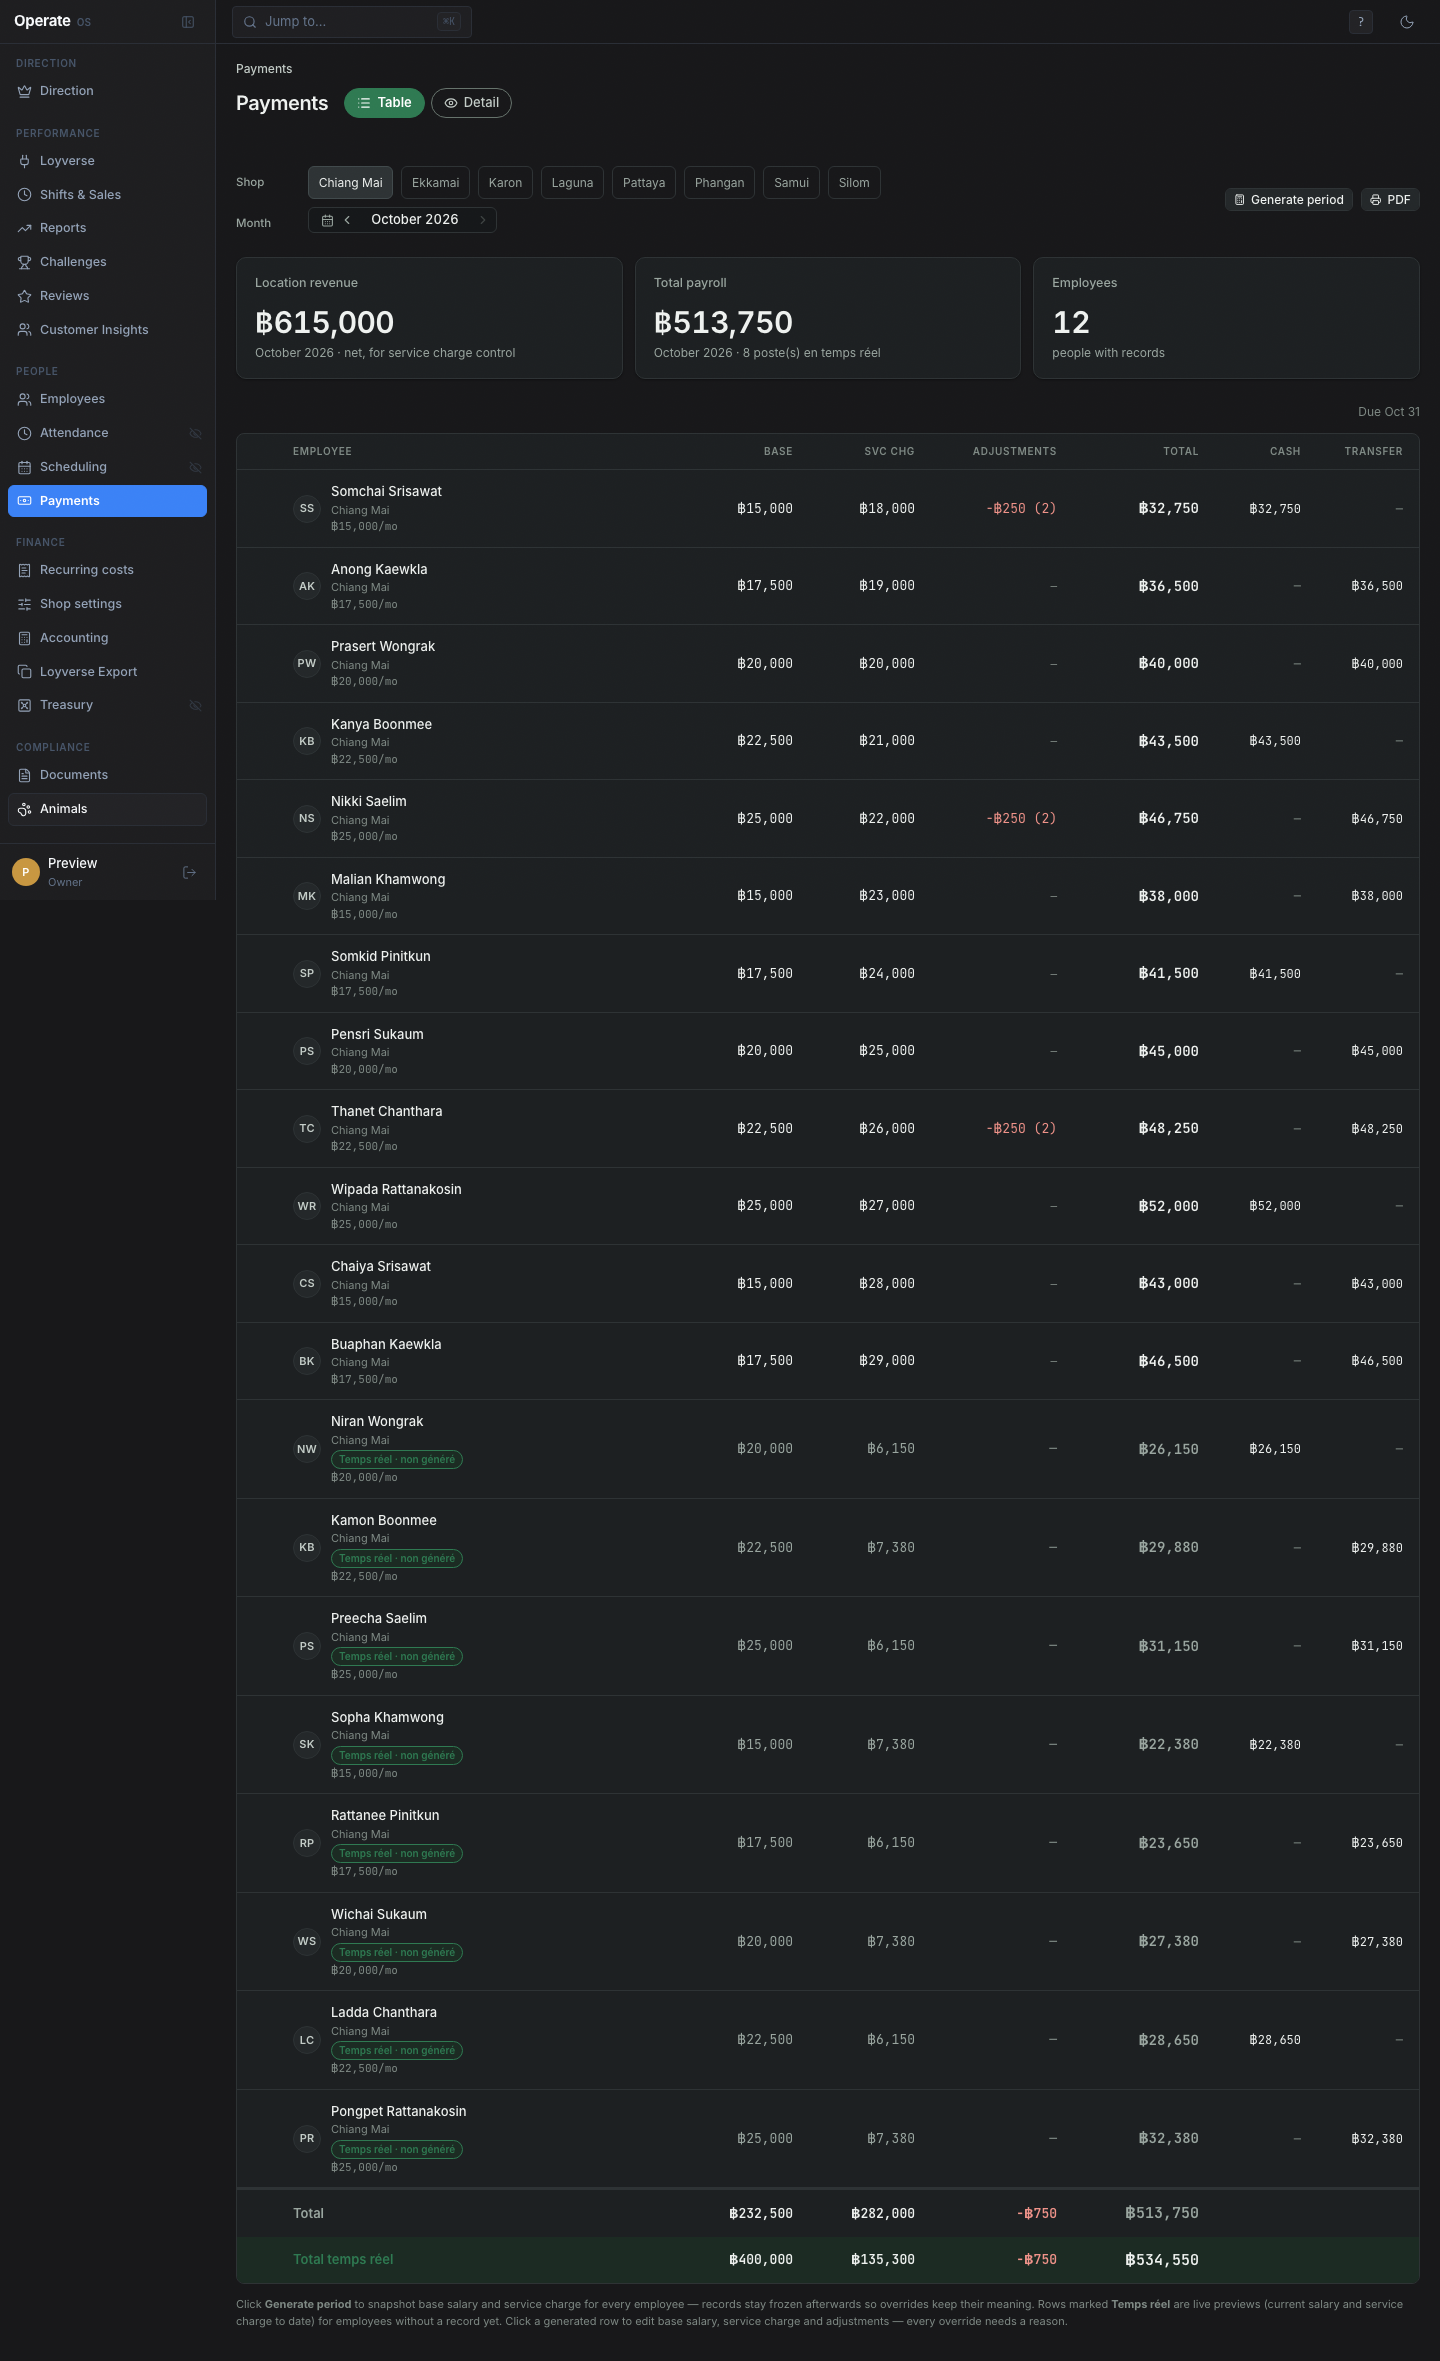 Operate OS
Jump to... ⌘K
?
DIRECTION
Direction
PERFORMANCE
Loyverse
Shifts & Sales
Reports
Challenges
Reviews
Customer Insights
PEOPLE
Employees
Attendance
Scheduling
Payments
FINANCE
Recurring costs
Shop settings
Accounting
Loyverse Export
Treasury
COMPLIANCE
Documents
Animals
P Preview
Owner
Payments
Payments Table Detail
Shop Chiang Mai Ekkamai Karon Laguna Pattaya Phangan Samui Silom
Month October 2026
Generate period PDF
Location revenue
฿615,000
October 2026 · net, for service charge control
Total payroll
฿513,750
October 2026 · 8 poste(s) en temps réel
Employees
12
people with records
Due Oct 31
EMPLOYEE BASE SVC CHG ADJUSTMENTS TOTAL CASH TRANSFER
Somchai Srisawat
Chiang Mai
SS ฿15,000/mo ฿15,000 ฿18,000 -฿250 (2) ฿32,750 ฿32,750 —
Anong Kaewkla
Chiang Mai
AK ฿17,500/mo ฿17,500 ฿19,000 — ฿36,500 — ฿36,500
Prasert Wongrak
Chiang Mai
PW ฿20,000/mo ฿20,000 ฿20,000 — ฿40,000 — ฿40,000
Kanya Boonmee
Chiang Mai
KB ฿22,500/mo ฿22,500 ฿21,000 — ฿43,500 ฿43,500 —
Nikki Saelim
Chiang Mai
NS ฿25,000/mo ฿25,000 ฿22,000 -฿250 (2) ฿46,750 — ฿46,750
Malian Khamwong
Chiang Mai
MK ฿15,000/mo ฿15,000 ฿23,000 — ฿38,000 — ฿38,000
Somkid Pinitkun
Chiang Mai
SP ฿17,500/mo ฿17,500 ฿24,000 — ฿41,500 ฿41,500 —
Pensri Sukaum
Chiang Mai
PS ฿20,000/mo ฿20,000 ฿25,000 — ฿45,000 — ฿45,000
Thanet Chanthara
Chiang Mai
TC ฿22,500/mo ฿22,500 ฿26,000 -฿250 (2) ฿48,250 — ฿48,250
Wipada Rattanakosin
Chiang Mai
WR ฿25,000/mo ฿25,000 ฿27,000 — ฿52,000 ฿52,000 —
Chaiya Srisawat
Chiang Mai
CS ฿15,000/mo ฿15,000 ฿28,000 — ฿43,000 — ฿43,000
Buaphan Kaewkla
Chiang Mai
BK ฿17,500/mo ฿17,500 ฿29,000 — ฿46,500 — ฿46,500
Niran Wongrak
Chiang Mai
Temps réel · non généré
NW ฿20,000/mo ฿20,000 ฿6,150 — ฿26,150 ฿26,150 —
Kamon Boonmee
Chiang Mai
Temps réel · non généré
KB ฿22,500/mo ฿22,500 ฿7,380 — ฿29,880 — ฿29,880
Preecha Saelim
Chiang Mai
Temps réel · non généré
PS ฿25,000/mo ฿25,000 ฿6,150 — ฿31,150 — ฿31,150
Sopha Khamwong
Chiang Mai
Temps réel · non généré
SK ฿15,000/mo ฿15,000 ฿7,380 — ฿22,380 ฿22,380 —
Rattanee Pinitkun
Chiang Mai
Temps réel · non généré
RP ฿17,500/mo ฿17,500 ฿6,150 — ฿23,650 — ฿23,650
Wichai Sukaum
Chiang Mai
Temps réel · non généré
WS ฿20,000/mo ฿20,000 ฿7,380 — ฿27,380 — ฿27,380
Ladda Chanthara
Chiang Mai
Temps réel · non généré
LC ฿22,500/mo ฿22,500 ฿6,150 — ฿28,650 ฿28,650 —
Pongpet Rattanakosin
Chiang Mai
Temps réel · non généré
PR ฿25,000/mo ฿25,000 ฿7,380 — ฿32,380 — ฿32,380
Total ฿232,500 ฿282,000 -฿750 ฿513,750
Total temps réel ฿400,000 ฿135,300 -฿750 ฿534,550
Click Generate period to snapshot base salary and service charge for every employee — records stay frozen afterwards so overrides keep their meaning. Rows marked Temps réel are live previews (current salary and service
charge to date) for employees without a record yet. Click a generated row to edit base salary, service charge and adjustments — every override needs a reason.